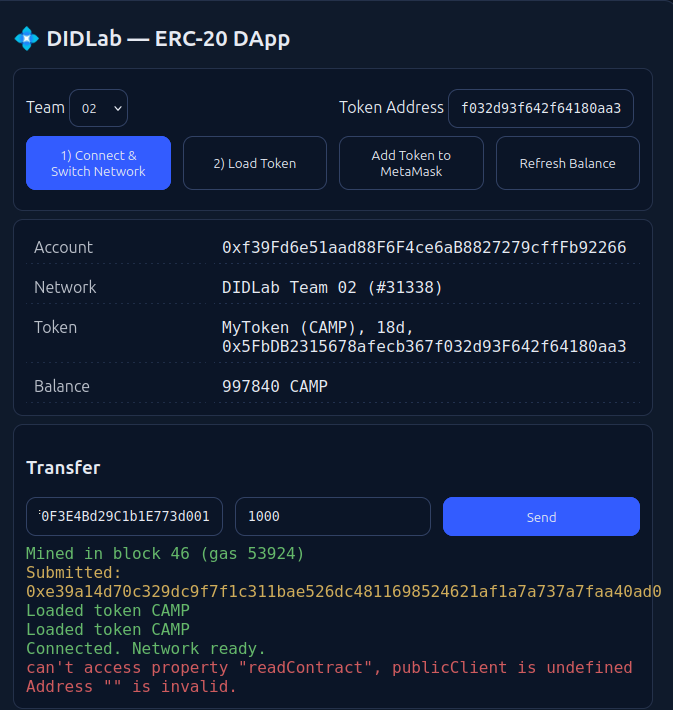 💠 DIDLab — ERC-20 DApp
Team 02 Token Address f032d93f642f64180aa3
1) Connect &
Switch Network
2) Load Token
Add Token to
MetaMask
Refresh Balance
Account 0xf39Fd6e51aad88F6F4ce6aB8827279cffFb92266
Network DIDLab Team 02 (#31338)
Token MyToken (CAMP), 18d,
0x5FbDB2315678afecb367f032d93F642f64180aa3
Balance 997840 CAMP
Transfer
0F3E4Bd29C1b1E773d001 1000 Send
Mined in block 46 (gas 53924)
Submitted:
0xe39a14d70c329dc9f7f1c311bae526dc4811698524621af1a7a737a7faa40ad0
Loaded token CAMP
Loaded token CAMP
Connected. Network ready.
can't access property "readContract", publicClient is undefined
Address "" is invalid.